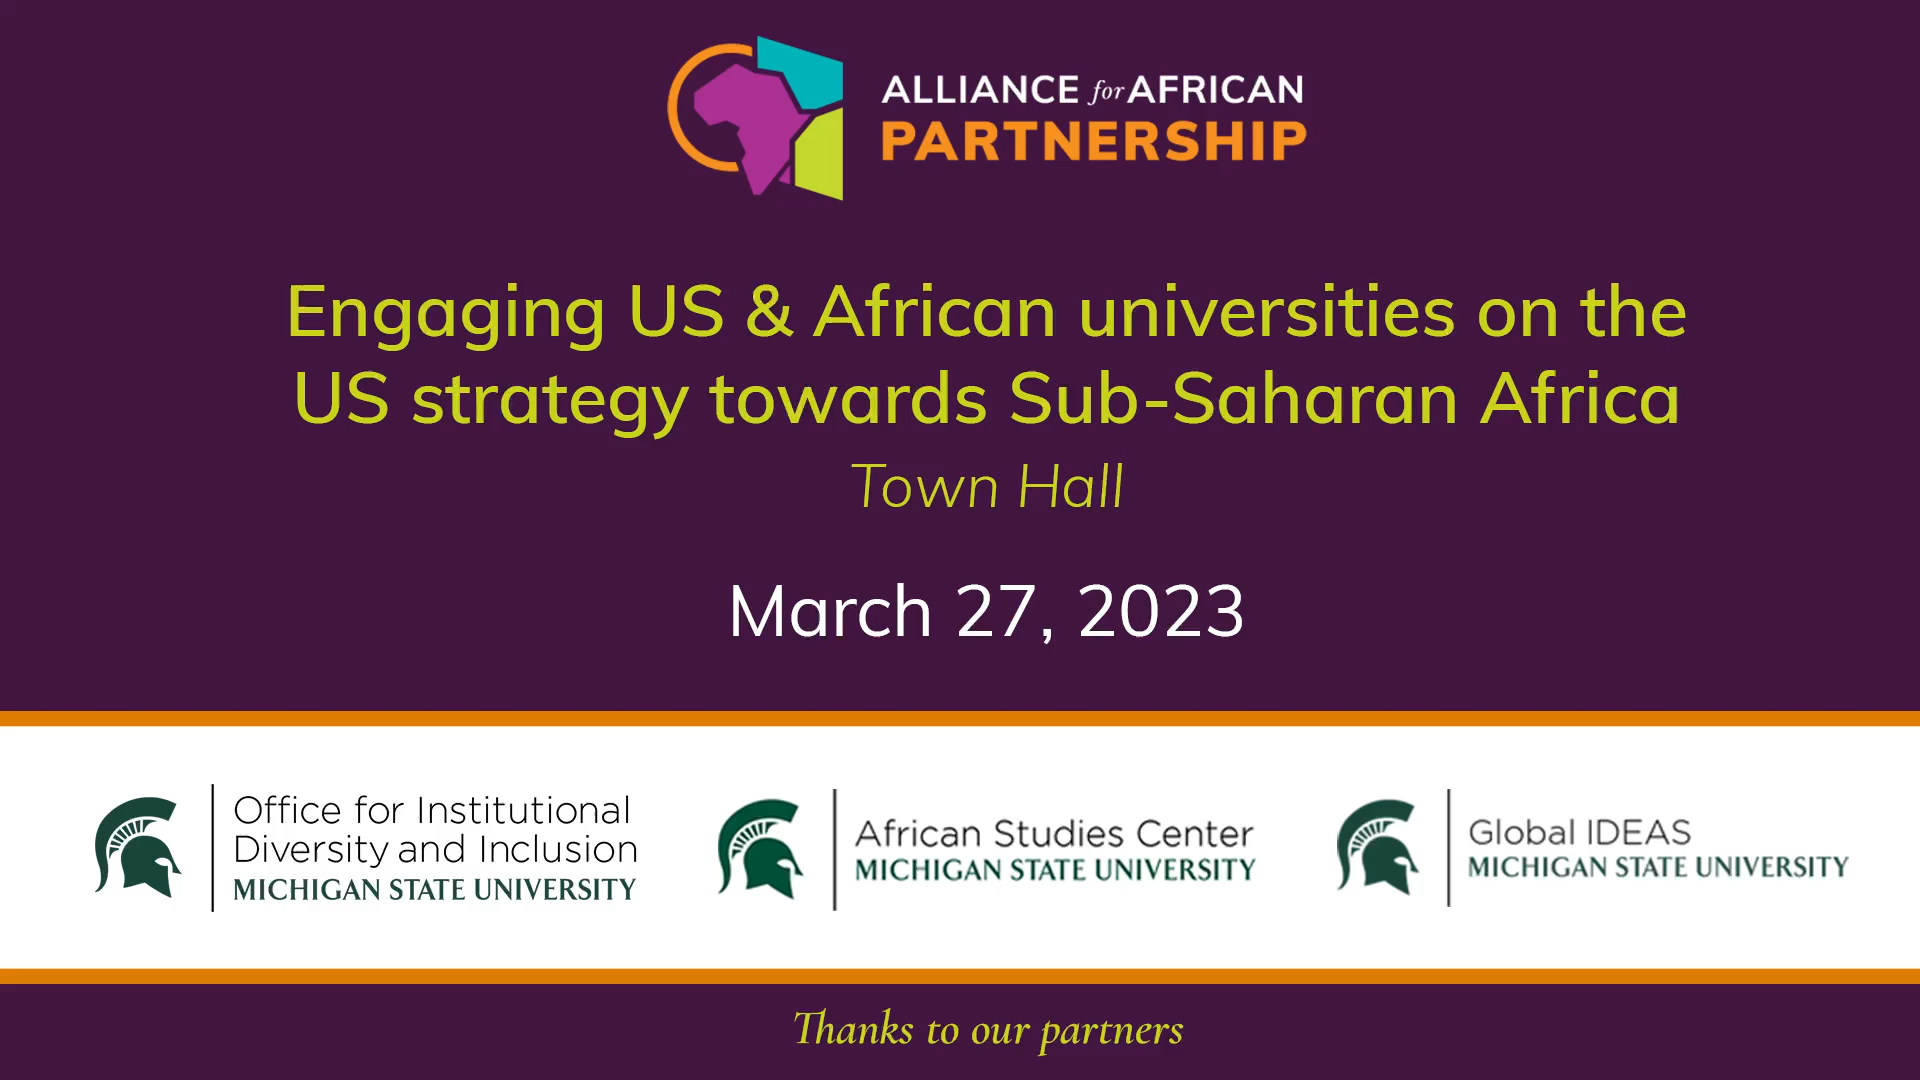 ALLIANCE for AFRICAN
PARTNERSHIP
Engaging US & African universities on the
US strategy towards Sub-Saharan Africa
Town Hall
March 27, 2023
Office for Institutional
Diversity and Inclusion
MICHIGAN STATE UNIVERSITY
African Studies Center
MICHIGAN STATE UNIVERSITY
Global IDEAS
MICHIGAN STATE UNIVERSITY
Thanks to our partners